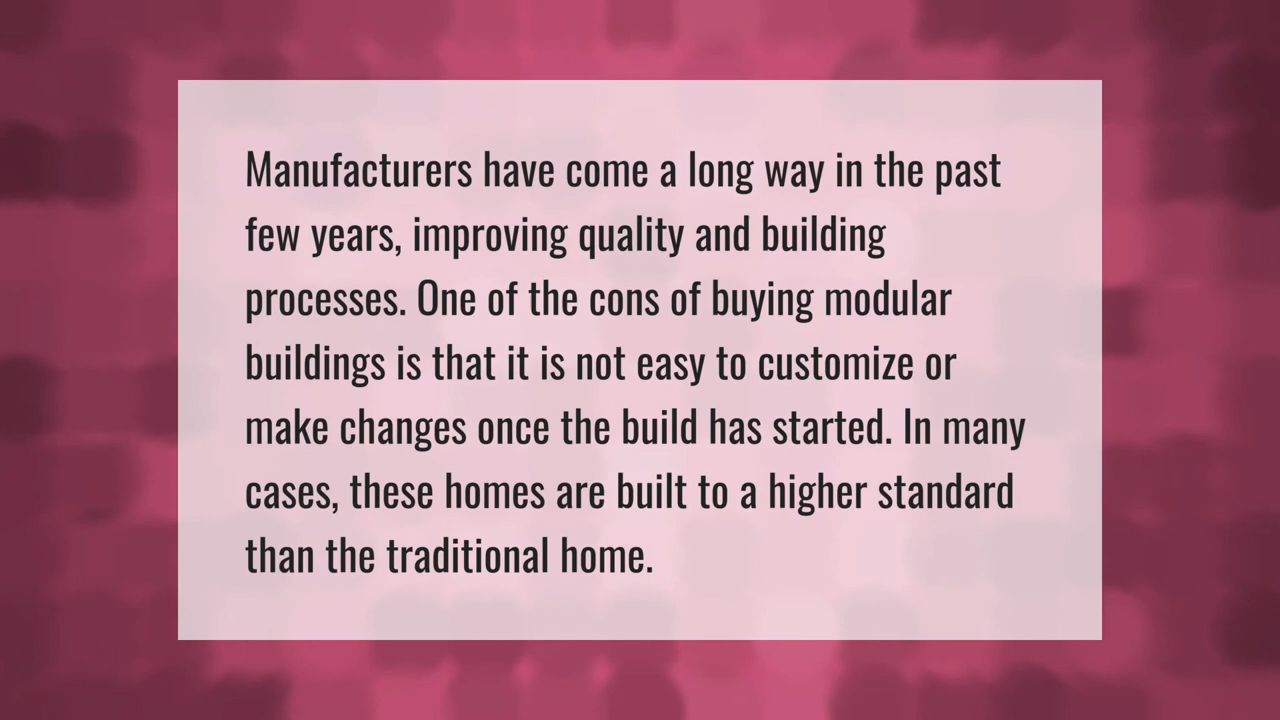 Manufacturers have come a long way in the past
few years, improving quality and building
processes. One of the cons of buying modular
buildings is that it is not easy to customize or
make changes once the build has started. In many
cases, these homes are built to a higher standard
than the traditional home.